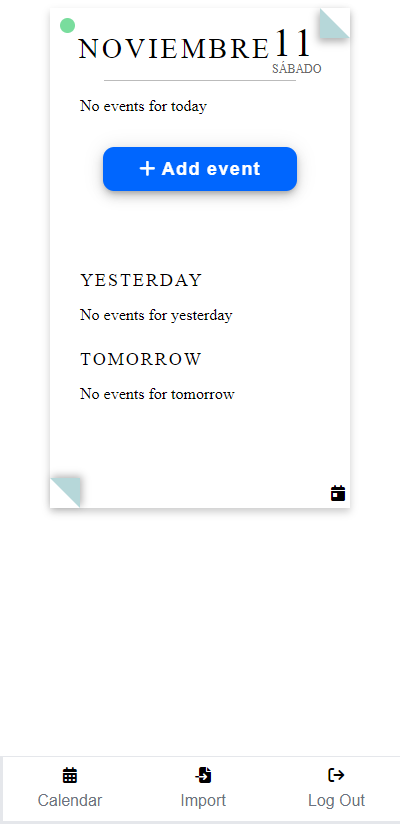 NOVIEMBRE 11
SÁBADO
No events for today
+ Add event
YESTERDAY
No events for yesterday
TOMORROW
No events for tomorrow
Calendar Import Log Out